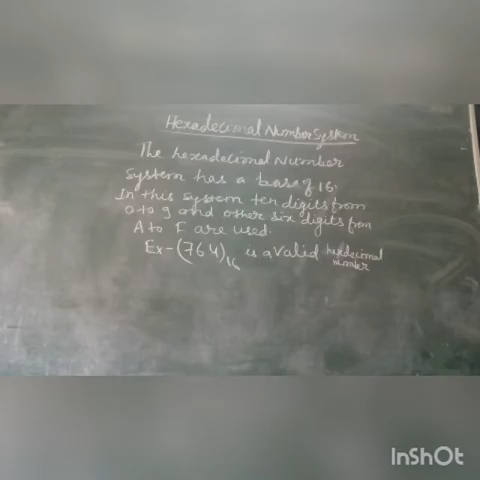 Hexadecimal Number System
The hexadecimal Number
system has a base of 16.
In this system ten digits from
0 to 9 and other six digits from
A to F are used.
Ex - (764)16 is a valid hexdecimal
number
InShOt